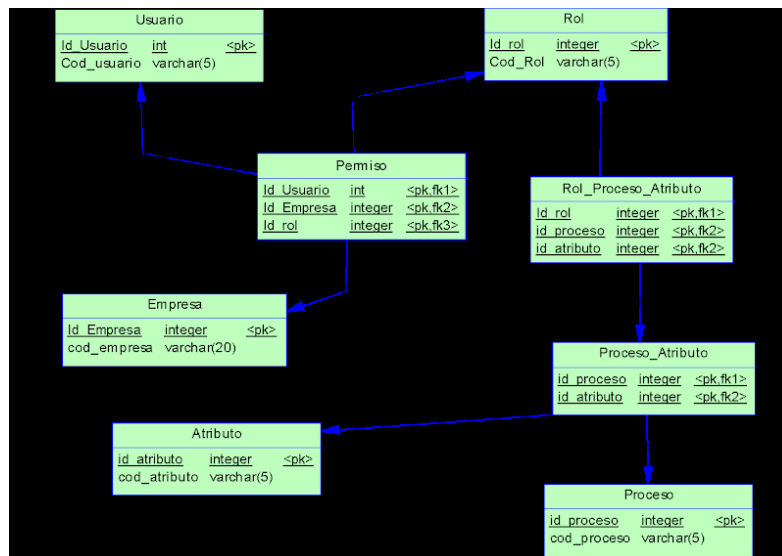 Usuario
Id_Usuario int <pk>
Cod_usuario varchar(5)
Rol
Id_rol integer <pk>
Cod_Rol varchar(5)
Permiso
Id_Usuario int <pk,fk1>
Id_Empresa integer <pk,fk2>
Id_rol integer <pk,fk3>
Rol_Proceso_Atributo
Id_rol integer <pk,fk1>
id_proceso integer <pk,fk2>
id_atributo integer <pk,fk2>
Empresa
Id_Empresa integer <pk>
cod_empresa varchar(20)
Proceso_Atributo
id_proceso integer <pk,fk1>
id_atributo integer <pk,fk2>
Atributo
id_atributo integer <pk>
cod_atributo varchar(5)
Proceso
id_proceso integer <pk>
cod_proceso varchar(5)